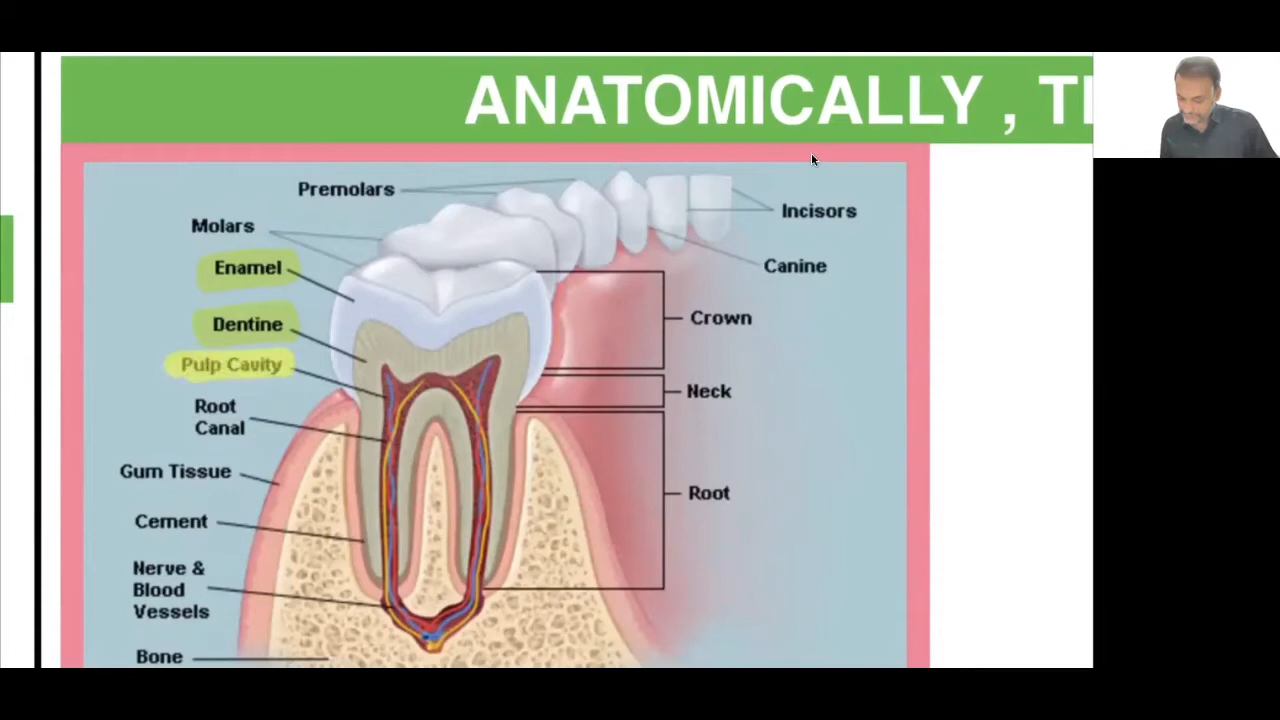 ANATOMICALLY ,
Premolars
Molars
Incisors
Enamel
Canine
Dentine
Crown
Pulp Cavity
Neck
Root
Canal
Gum Tissue
Root
Cement
Nerve &
Blood
Vessels
Bone